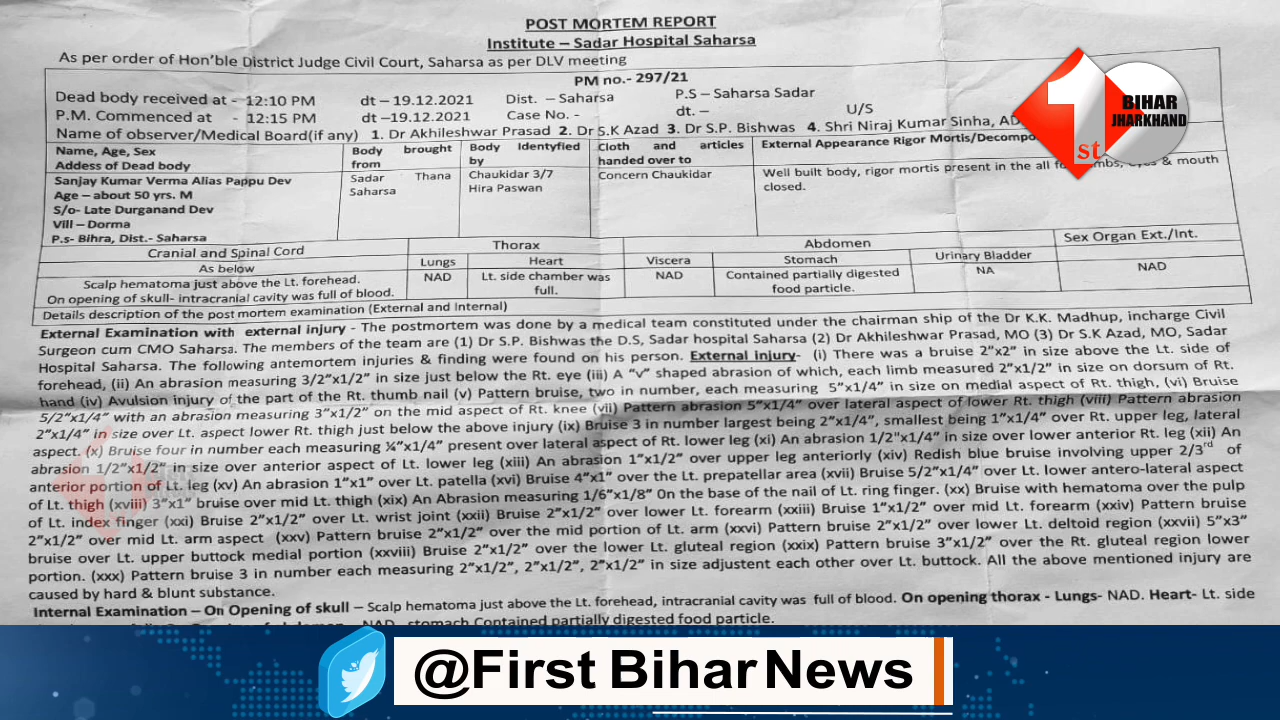 POST MORTEM REPORT
Institute – Sadar Hospital Saharsa
As per order of Hon'ble District Judge Civil Court, Saharsa as per DLV meeting
PM no.- 297/21
Dead body received at - 12:10 PM dt – 19.12.2021 Dist. – Saharsa P.S – Saharsa Sadar
P.M. Commenced at - 12:15 PM dt –19.12.2021 Case No. - dt. – U/S
Name of observer/Medical Board(if any) 1. Dr Akhileshwar Prasad 2. Dr S.K Azad 3. Dr S.P. Bishwas 4. Shri Niraj Kumar Sinha,
Name, Age, Sex
Addess of Dead body
Body brought
from
Body Identyfied
by
Cloth and articles
handed over to
External Appearance Rigor Mortis/Decompo
Sanjay Kumar Verma Alias Pappu Dev
Age – about 50 yrs. M
S/o- Late Durganand Dev
Vill – Dorma
P.s- Bihra, Dist.- Saharsa
Sadar Thana
Saharsa
Chaukidar 3/7
Hira Paswan
Concern Chaukidar
Well built body, rigor mortis present in the all & mouth
closed.
Cranial and Spinal Cord
Thorax
Abdomen
Sex Organ Ext./Int.
As below
Lungs
Heart
Viscera
Stomach
Urinary Bladder
Scalp hematoma just above the Lt. forehead.
On opening of skull- intracranial cavity was full of blood.
NAD
Lt. side chamber was
full.
NAD
Contained partially digested
food particle.
NA
NAD
Details description of the post mortem examination (External and Internal)
External Examination with external injury - The postmortem was done by a medical team constituted under the chairman ship of the Dr K.K. Madhup, incharge Civil
Surgeon cum CMO Saharsa. The members of the team are (1) Dr S.P. Bishwas the D.S, Sadar hospital Saharsa (2) Dr Akhileshwar Prasad, MO (3) Dr S.K Azad, MO, Sadar
Hospital Saharsa. The following antemortem injuries & finding were found on his person. External injury- (i) There was a bruise 2"x2" in size above the Lt. side of
forehead, (ii) An abrasion measuring 3/2"x1/2" in size just below the Rt. eye (iii) A "v" shaped abrasion of which, each limb measured 2"x1/2" in size on dorsum of Rt.
hand (iv) Avulsion injury of the part of the Rt. thumb nail (v) Pattern bruise, two in number, each measuring 5"x1/4" in size on medial aspect of Rt. thigh, (vi) Bruise
5/2"x1/4" with an abrasion measuring 3"x1/2" on the mid aspect of Rt. knee (vii) Pattern abrasion 5"x1/4" over lateral aspect of lower Rt. thigh (viii) Pattern abrasion
2"x1/4" in size over Lt. aspect lower Rt. thigh just below the above injury (ix) Bruise 3 in number largest being 2"x1/4", smallest being 1"x1/4" over Rt. upper leg, lateral
aspect. (x) Bruise four in number each measuring ¼"x1/4" present over lateral aspect of Rt. lower leg (xi) An abrasion 1/2"x1/4" in size over lower anterior Rt. leg (xii) An
abrasion 1/2"x1/2" in size over anterior aspect of Lt. lower leg (xiii) An abrasion 1"x1/2" over upper leg anteriorly (xiv) Redish blue bruise involving upper 2/3rd of
anterior portion of Lt. leg (xv) An abrasion 1"x1" over Lt. patella (xvi) Bruise 4"x1" over the Lt. prepatellar area (xvii) Bruise 5/2"x1/4" over Lt. lower antero-lateral aspect
of Lt. thigh (xviii) 3"x1" bruise over mid Lt. thigh (xix) An Abrasion measuring 1/6"x1/8" On the base of the nail of Lt. ring finger. (xx) Bruise with hematoma over the pulp
of Lt. index finger (xxi) Bruise 2"x1/2" over Lt. wrist joint (xxii) Bruise 2"x1/2" over lower Lt. forearm (xxiii) Bruise 1"x1/2" over mid Lt. forearm (xxiv) Pattern bruise
2"x1/2" over mid Lt. arm aspect (xxv) Pattern bruise 2"x1/2" over the mid portion of Lt. arm (xxvi) Pattern bruise 2"x1/2" over lower Lt. deltoid region (xxvii) 5"x3"
bruise over Lt. upper buttock medial portion (xxviii) Bruise 2"x1/2" over the lower Lt. gluteal region (xxix) Pattern bruise 3"x1/2" over the Rt. gluteal region lower
portion. (xxx) Pattern bruise 3 in number each measuring 2"x1/2", 2"x1/2", 2"x1/2" in size adjustent each other over Lt. buttock. All the above mentioned injury are
caused by hard & blunt substance.
Internal Examination – On Opening of skull – Scalp hematoma just above the Lt. forehead, intracranial cavity was full of blood. On opening thorax - Lungs- NAD. Heart- Lt. side
stomach Contained partially digested food particle.
1st BIHAR JHARKHAND
@First Bihar News